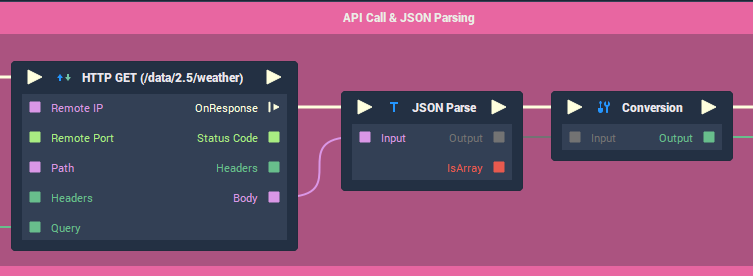 API Call & JSON Parsing
HTTP GET (/data/2.5/weather)
Remote IP OnResponse
Remote Port Status Code
Path Headers
Headers Body
Query
JSON Parse
Input Output
IsArray
Conversion
Input Output